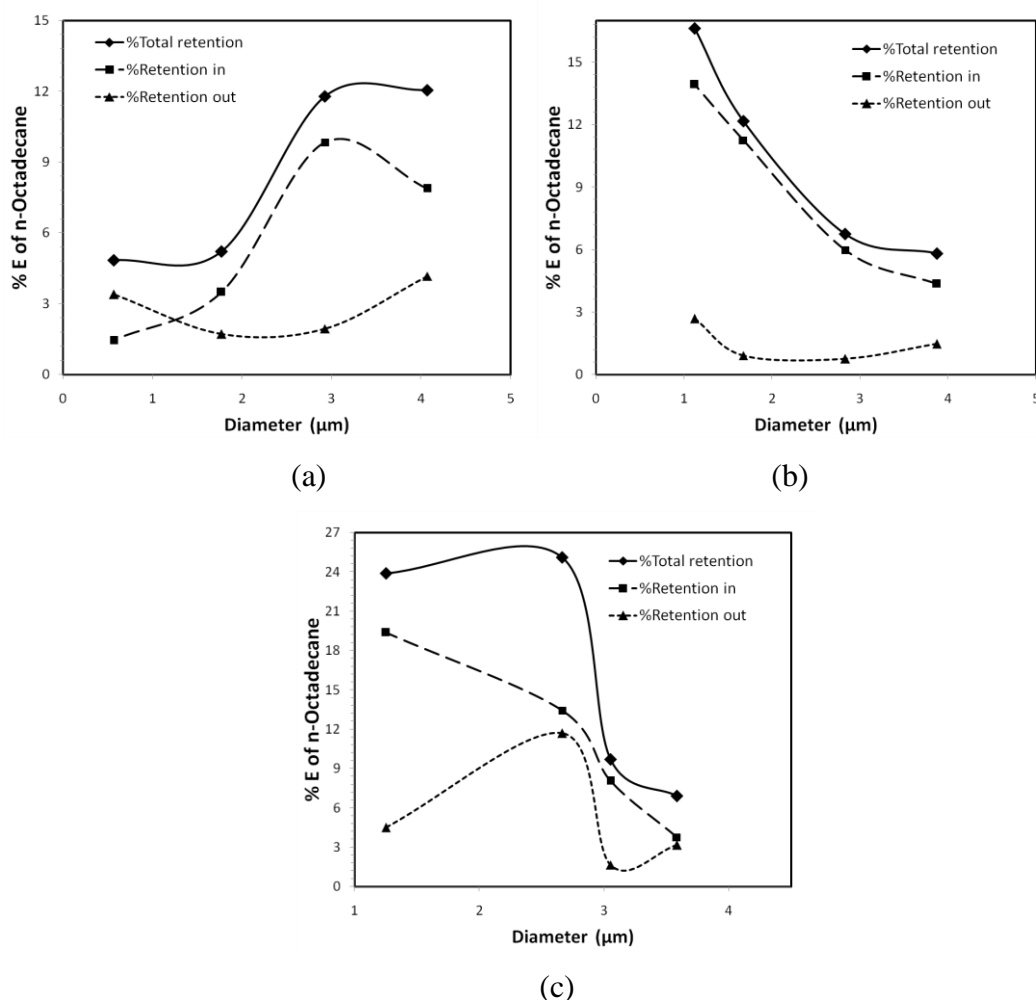 % E of n-Octadecane
15
12
9
6
3
0
%Total retention
%Retention in
%Retention out
0 1 2 3 4 5
Diameter (µm)
(a)
% E of n-Octadecane
15
12
9
6
3
0
%Total retention
%Retention in
%Retention out
0 1 2 3 4 5
Diameter (µm)
(b)
% E of n-Octadecane
27
24
21
18
15
12
9
6
3
0
%Total retention
%Retention in
%Retention out
1 2 3 4
Diameter (µm)
(c)